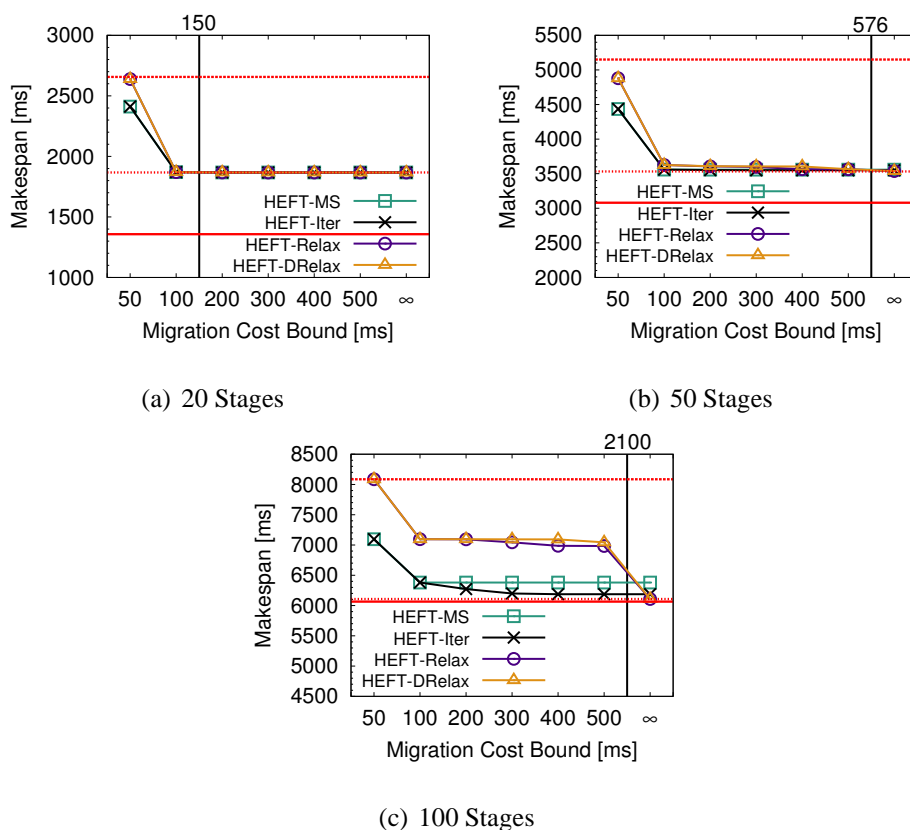 150
3000
2500
2000
1500
1000
Makespan [ms]
HEFT-MS
HEFT-Iter
HEFT-Relax
HEFT-DRelax
50 100 200 300 400 500 ∞
Migration Cost Bound [ms]
(a) 20 Stages
576
5500
5000
4500
4000
3500
3000
2500
2000
Makespan [ms]
HEFT-MS
HEFT-Iter
HEFT-Relax
HEFT-DRelax
50 100 200 300 400 500 ∞
Migration Cost Bound [ms]
(b) 50 Stages
2100
8500
8000
7500
7000
6500
6000
5500
5000
4500
Makespan [ms]
HEFT-MS
HEFT-Iter
HEFT-Relax
HEFT-DRelax
50 100 200 300 400 500 ∞
Migration Cost Bound [ms]
(c) 100 Stages